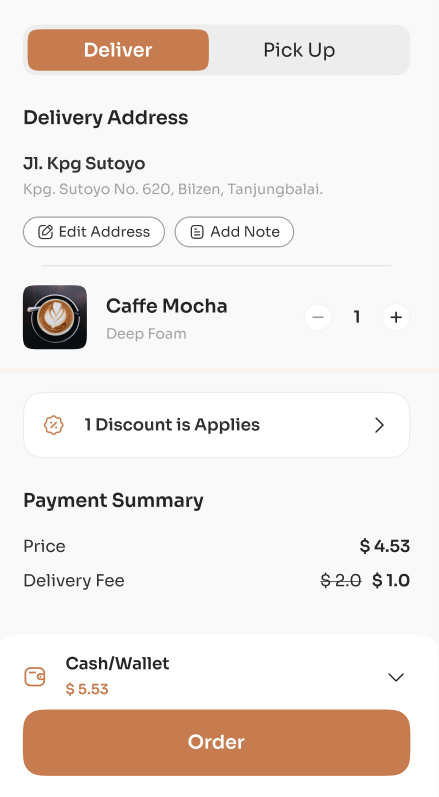 Deliver
Pick Up
Delivery Address
Jl. Kpg Sutoyo
Kpg. Sutoyo No. 620, Bilzen, Tanjungbalai.
Edit Address
Add Note
Caffe Mocha
Deep Foam
1
1 Discount is Applies
Payment Summary
Price $ 4.53
Delivery Fee $ 2.0 $ 1.0
Cash/Wallet
$ 5.53
Order